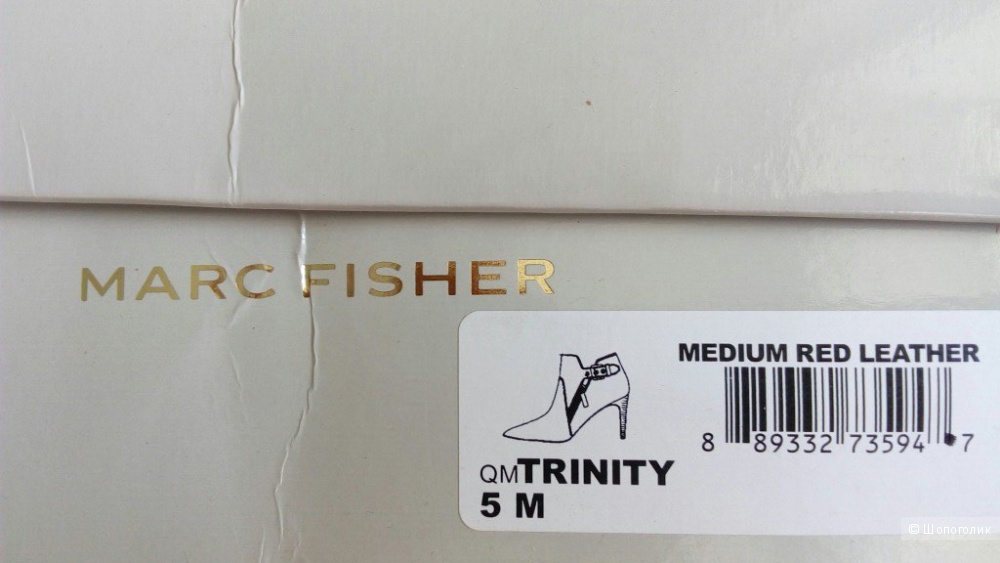 MARC FISHER
MEDIUM RED LEATHER
8 89332 73594 7
QMTRINITY
5 M
© Шопоголик